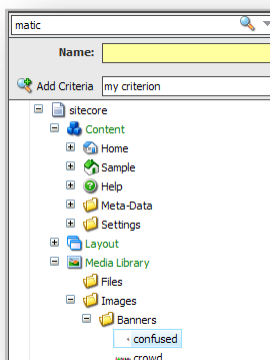 matic
Name:
Add Criteria
my criterion
sitecore
Content
Home
Sample
Help
Meta-Data
Settings
Layout
Media Library
Files
Images
Banners
confused
crowd